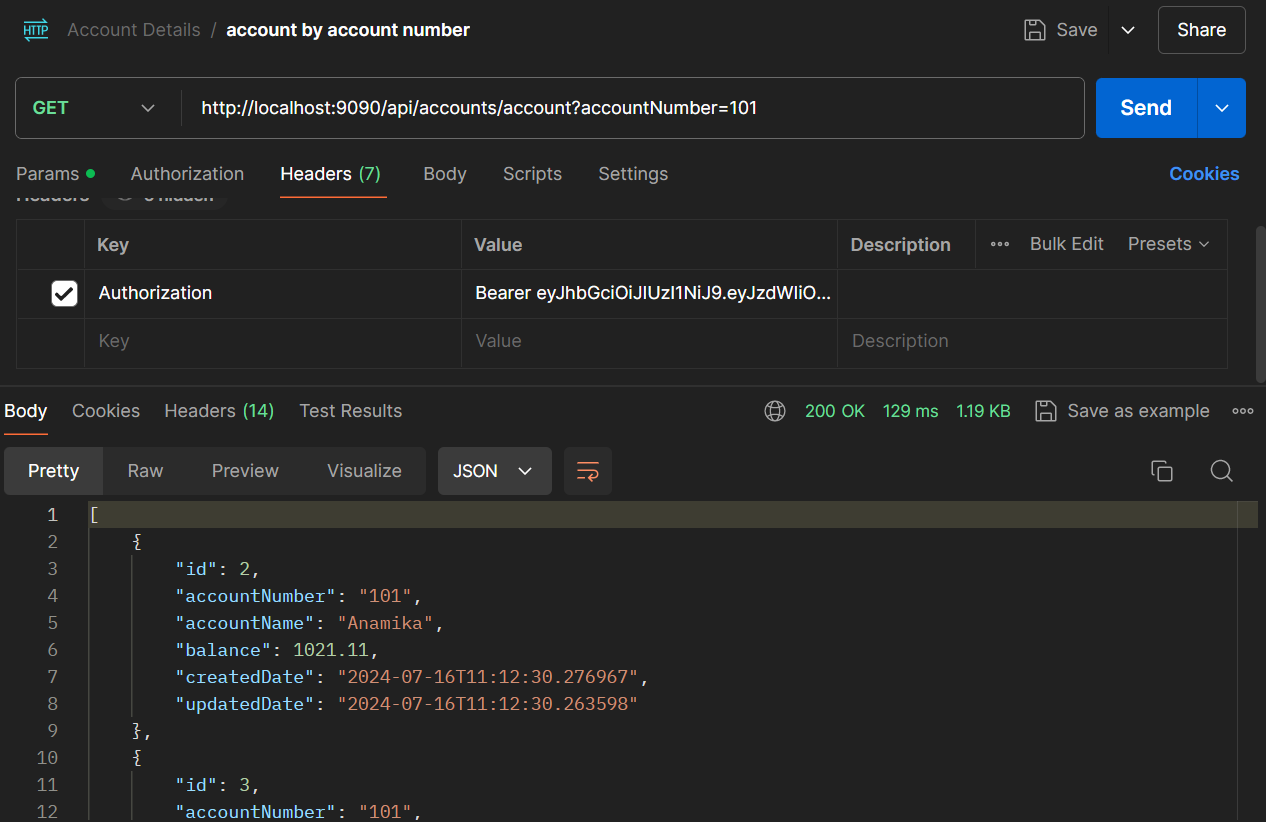 HTTP Account Details / account by account number Save Share
GET http://localhost:9090/api/accounts/account?accountNumber=101 Send
Params Authorization Headers (7) Body Scripts Settings Cookies
Headers 6 hidden
Key Value Description Bulk Edit Presets
Authorization Bearer eyJhbGciOiJIUzI1NiJ9.eyJzdWIiO...
Key Value Description
Body Cookies Headers (14) Test Results 200 OK 129 ms 1.19 KB Save as example
Pretty Raw Preview Visualize JSON
1 [
2 {
3 "id": 2,
4 "accountNumber": "101",
5 "accountName": "Anamika",
6 "balance": 1021.11,
7 "createdDate": "2024-07-16T11:12:30.276967",
8 "updatedDate": "2024-07-16T11:12:30.263598"
9 },
10 {
11 "id": 3,
12 "accountNumber": "101",